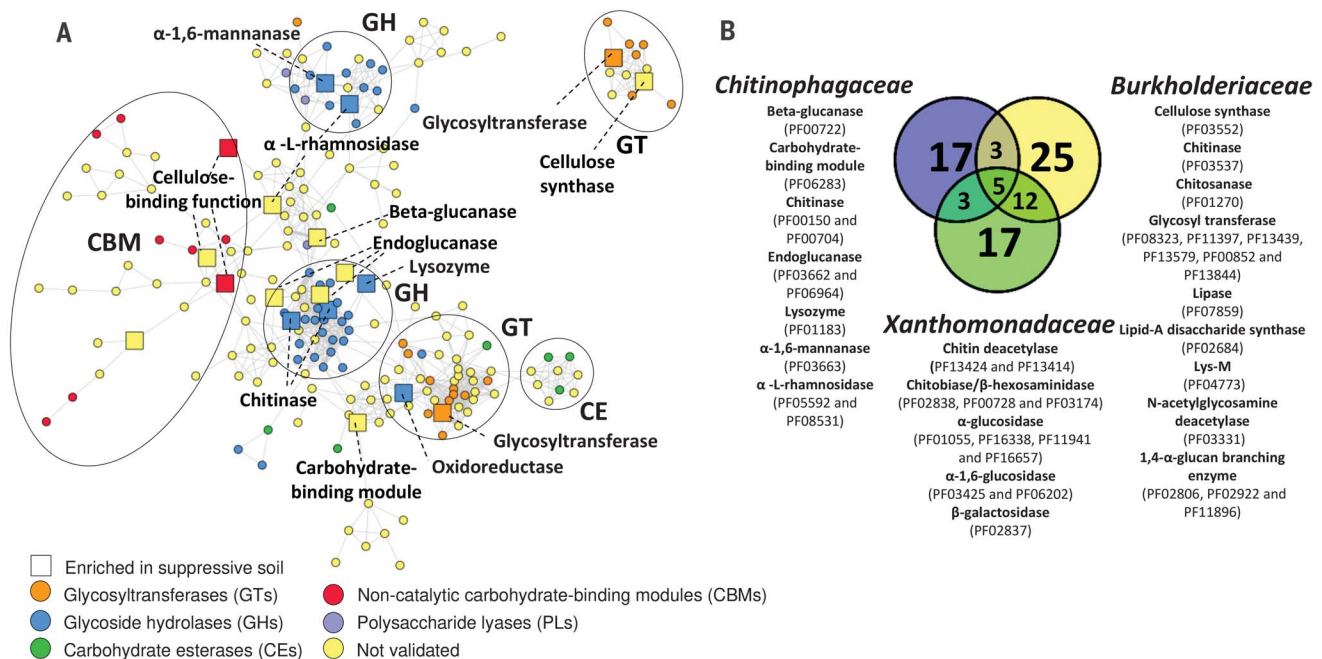 A
GH
α-1,6-mannanase
Glycosyltransferase
GT
α -L-rhamnosidase
Cellulose
synthase
Cellulose-
binding function
CBM
Beta-glucanase
Endoglucanase
Lysozyme
GH
GT
Chitinase
CE
Glycosyltransferase
Carbohydrate-
binding module
Oxidoreductase
Enriched in suppressive soil
Glycosyltransferases (GTs)
Glycoside hydrolases (GHs)
Carbohydrate esterases (CEs)
Non-catalytic carbohydrate-binding modules (CBMs)
Polysaccharide lyases (PLs)
Not validated
B
Chitinophagaceae
Beta-glucanase
(PF00722)
Carbohydrate-
binding module
(PF06283)
Chitinase
(PF00150 and
PF00704)
Endoglucanase
(PF03662 and
PF06964)
Lysozyme
(PF01183)
α-1,6-mannanase
(PF03663)
α -L-rhamnosidase
(PF05592 and
PF08531)
17
3
25
5
3
12
17
Xanthomonadaceae
Chitin deacetylase
(PF13424 and PF13414)
Chitobiase/β-hexosaminidase
(PF02838, PF00728 and PF03174)
α-glucosidase
(PF01055, PF16338, PF11941
and PF16657)
α-1,6-glucosidase
(PF03425 and PF06202)
β-galactosidase
(PF02837)
Burkholderiaceae
Cellulose synthase
(PF03552)
Chitinase
(PF03537)
Chitosanase
(PF01270)
Glycosyl transferase
(PF08323, PF11397, PF13439,
PF13579, PF00852 and
PF13844)
Lipase
(PF07859)
Lipid-A disaccharide synthase
(PF02684)
Lys-M
(PF04773)
N-acetylglycosamine
deacetylase
(PF03331)
1,4-α-glucan branching
enzyme
(PF02806, PF02922 and
PF11896)